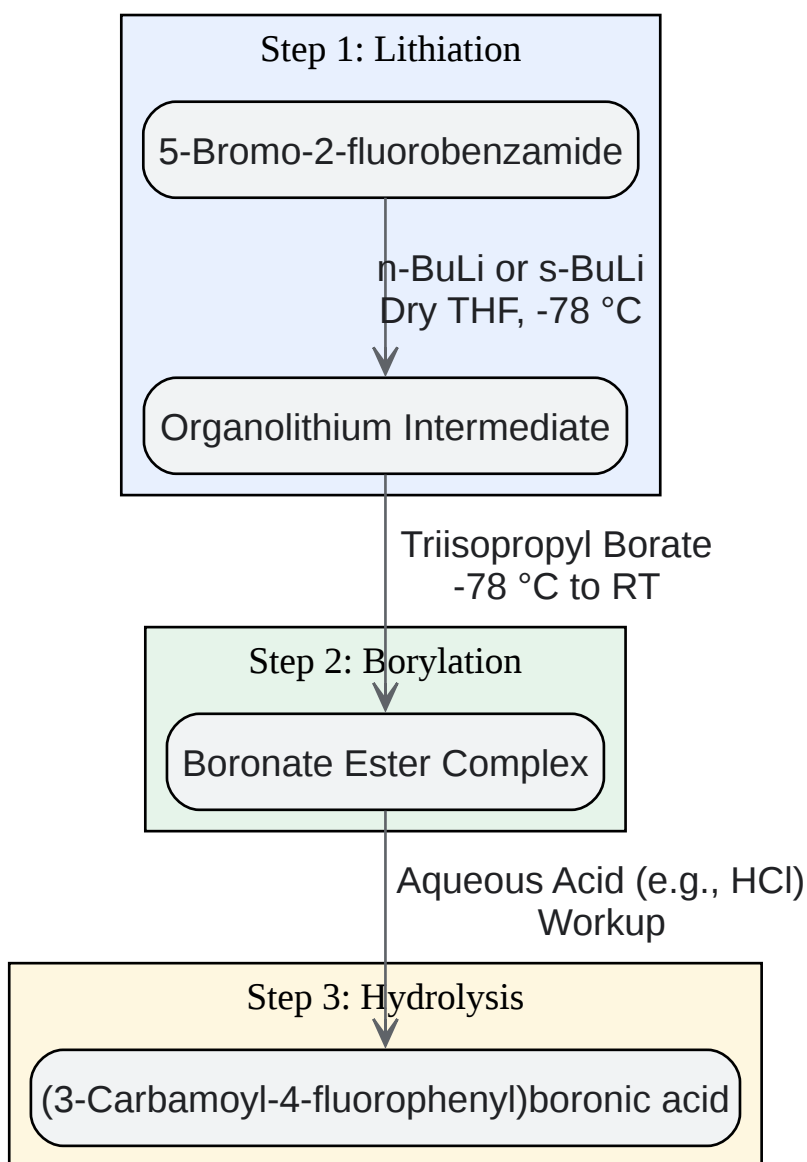 Step 1: Lithiation
5-Bromo-2-fluorobenzamide
n-BuLi or s-BuLi
Dry THF, -78 °C
Organolithium Intermediate
Triisopropyl Borate
-78 °C to RT
Step 2: Borylation
Boronate Ester Complex
Aqueous Acid (e.g., HCl)
Workup
Step 3: Hydrolysis
(3-Carbamoyl-4-fluorophenyl)boronic acid